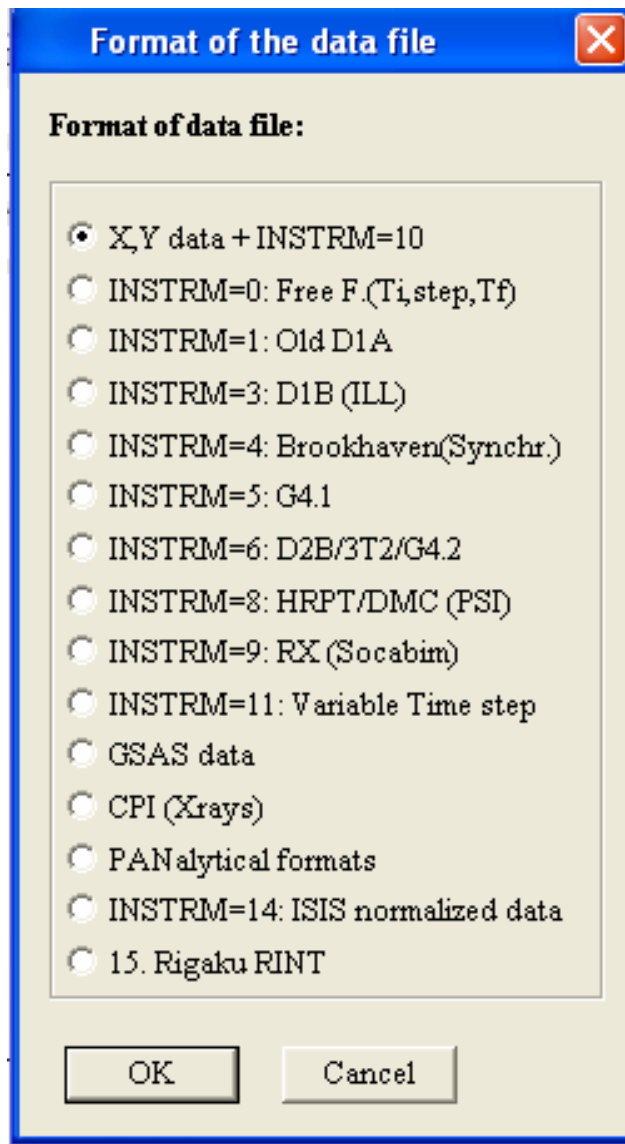 Format of the data file
Format of data file:
X,Y data + INSTRM=10
INSTRM=0: Free F.(Ti,step,Tf)
INSTRM=1: Old D1A
INSTRM=3: D1B (ILL)
INSTRM=4: Brookhaven(Synchr.)
INSTRM=5: G4.1
INSTRM=6: D2B/3T2/G4.2
INSTRM=8: HRPT/DMC (PSI)
INSTRM=9: RX (Socabim)
INSTRM=11: Variable Time step
GSAS data
CPI (Xrays)
PANalytical formats
INSTRM=14: ISIS normalized data
15. Rigaku RINT
OK Cancel